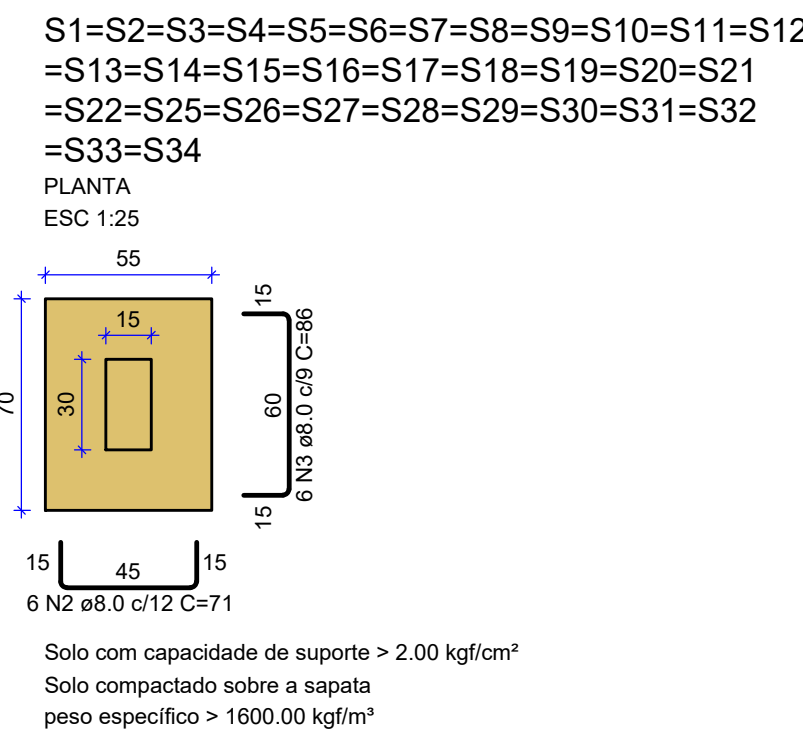 S1=S2=S3=S4=S5=S6=S7=S8=S9=S10=S11=S12
=S13=S14=S15=S16=S17=S18=S19=S20=S21
=S22=S25=S26=S27=S28=S29=S30=S31=S32
=S33=S34
PLANTA
ESC 1:25
55
15
70
30
15
60
15
6 N3 ø8.0 c/9 C=86
15
45
15
6 N2 ø8.0 c/12 C=71
Solo com capacidade de suporte > 2.00 kgf/cm²
Solo compactado sobre a sapata
peso específico > 1600.00 kgf/m³